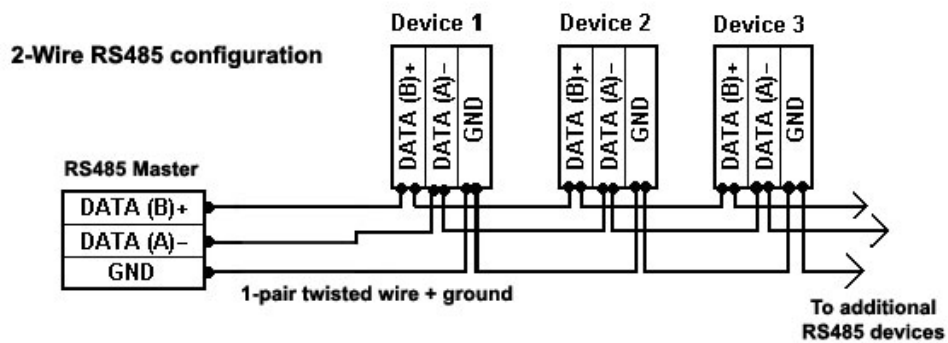 Device 1
Device 2
Device 3
2-Wire RS485 configuration
DATA (B)+
DATA (A)-
GND
DATA (B)+
DATA (A)-
GND
DATA (B)+
DATA (A)-
GND
RS485 Master
DATA (B)+
DATA (A)-
GND
1-pair twisted wire + ground
To additional
RS485 devices